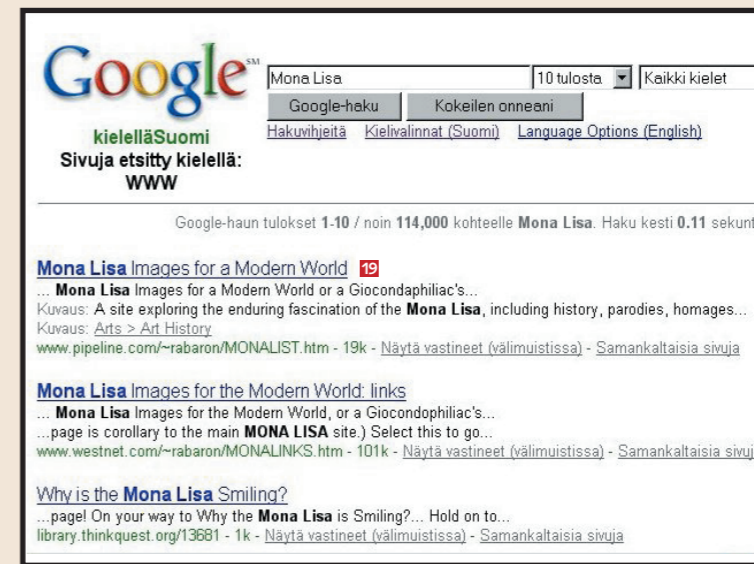 Google SM
Mona Lisa 10 tulosta Kaikki kielet
Google-haku Kokeilen onneani
Hakuvihjeitä Kielivalinnat (Suomi) Language Options (English)
kielelläSuomi
Sivuja etsitty kielellä:
WWW
Google-haun tulokset 1-10 / noin 114,000 kohteelle Mona Lisa. Haku kesti 0.11 sekunt
Mona Lisa Images for a Modern World 19
... Mona Lisa Images for a Modern World or a Giocondaphiliac's...
Kuvaus: A site exploring the enduring fascination of the Mona Lisa, including history, parodies, homages...
Kuvaus: Arts > Art History
www.pipeline.com/~rabaron/MONALIST.htm - 19k - Näytä vastineet (välimuistissa) - Samankaltaisia sivuja
Mona Lisa Images for the Modern World: links
... Mona Lisa Images for the Modern World, or a Giocondophiliac's...
...page is corollary to the main MONA LISA site.) Select this to go...
www.westnet.com/~rabaron/MONALINKS.htm - 101k - Näytä vastineet (välimuistissa) - Samankaltaisia sivuj
Why is the Mona Lisa Smiling?
...page! On your way to Why the Mona Lisa is Smiling?... Hold on to...
library.thinkquest.org/13681 - 1k - Näytä vastineet (välimuistissa) - Samankaltaisia sivuja